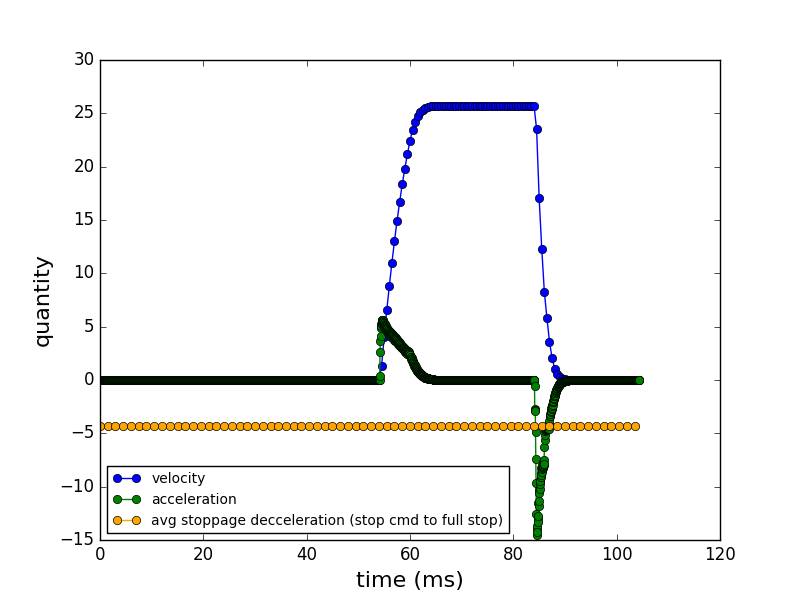 30
25
20
15
10
5
0
−5
−10
−15
quantity
velocity
acceleration
avg stoppage decceleration (stop cmd to full stop)
0 20 40 60 80 100 120
time (ms)